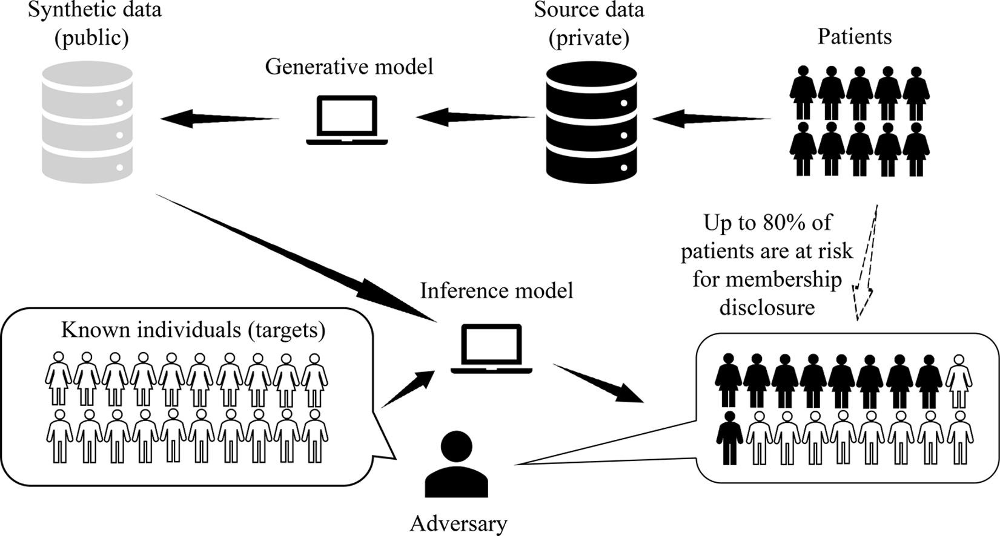 Synthetic data
(public)
Generative model
Source data
(private)
Patients
Up to 80% of
patients are at risk
for membership
disclosure
Inference model
Known individuals (targets)
Adversary